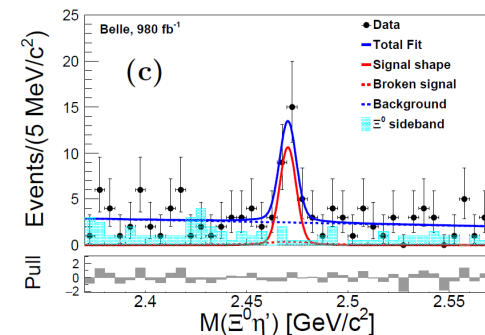 Events/(5 MeV/c²)
25
20
15
10
5
0
Belle, 980 fb⁻¹
(c)
Data
Total Fit
Signal shape
Broken signal
Background
Ξ⁰ sideband
Pull
2
0
-2
2.4
2.45
2.5
2.55
M(Ξ⁰η') [GeV/c²]